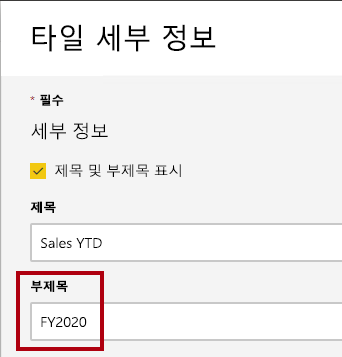 타일 세부 정보
* 필수
세부 정보
제목 및 부제목 표시
제목
Sales YTD
부제목
FY2020